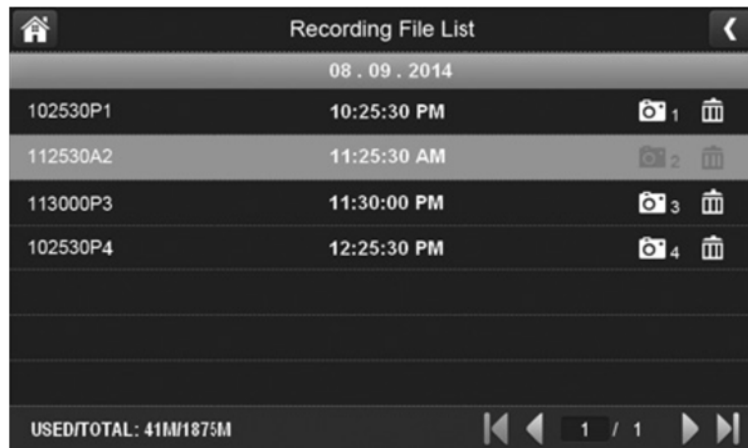 Recording File List
08 . 09 . 2014
102530P1 10:25:30 PM 1
112530A2 11:25:30 AM 2
113000P3 11:30:00 PM 3
102530P4 12:25:30 PM 4
USED/TOTAL: 41M/1875M 1 / 1